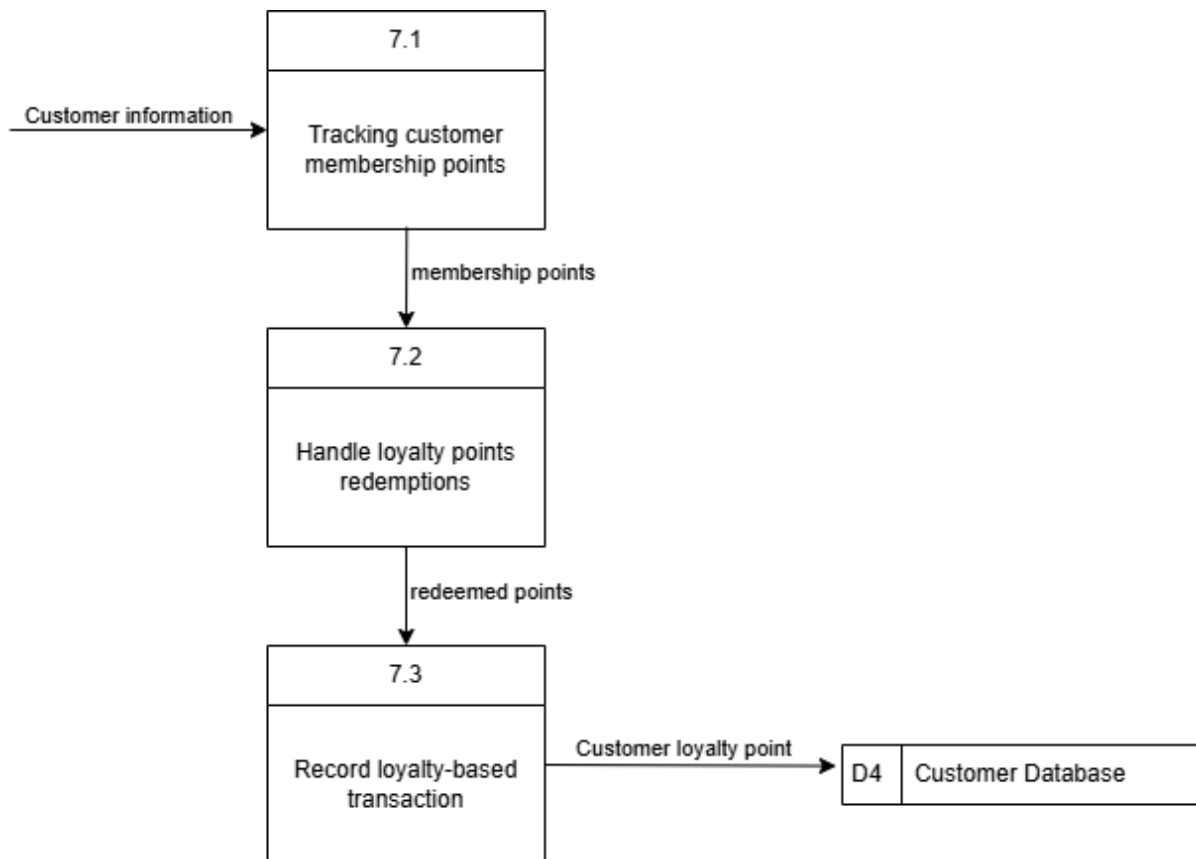 7.1
Customer information
Tracking customer
membership points
membership points
7.2
Handle loyalty points
redemptions
redeemed points
7.3
Record loyalty-based
transaction
Customer loyalty point
D4
Customer Database